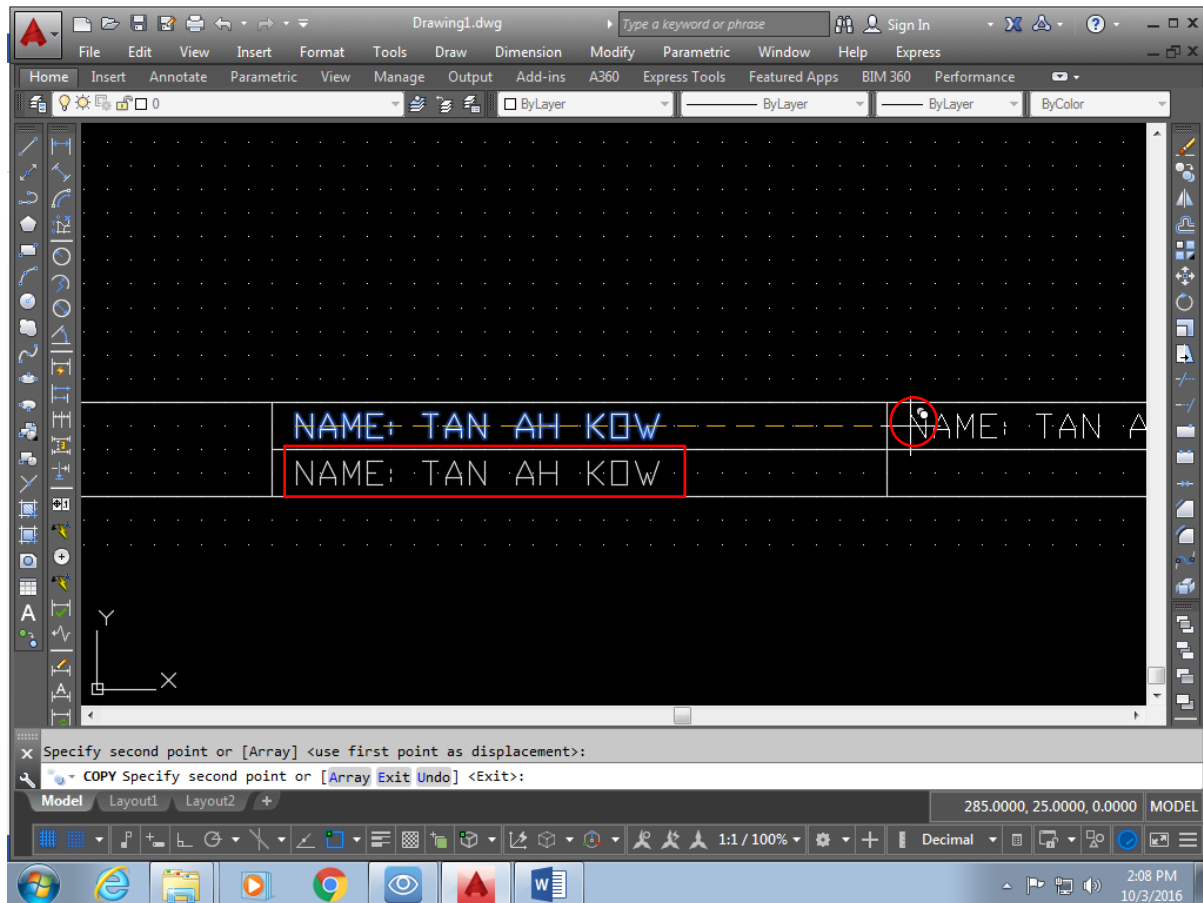 Drawing1.dwg Type a keyword or phrase Sign In
File Edit View Insert Format Tools Draw Dimension Modify Parametric Window Help Express
Home Insert Annotate Parametric View Manage Output Add-ins A360 Express Tools Featured Apps BIM 360 Performance
0 ByLayer ByLayer ByLayer ByColor
NAME: TAN AH KOW NAME: TAN A
NAME: TAN AH KOW
Y
X
Specify second point or [Array] <use first point as displacement>:
COPY Specify second point or [Array Exit Undo] <Exit>:
Model Layout1 Layout2 + 285.0000, 25.0000, 0.0000 MODEL
1:1 / 100% Decimal
2:08 PM
10/3/2016